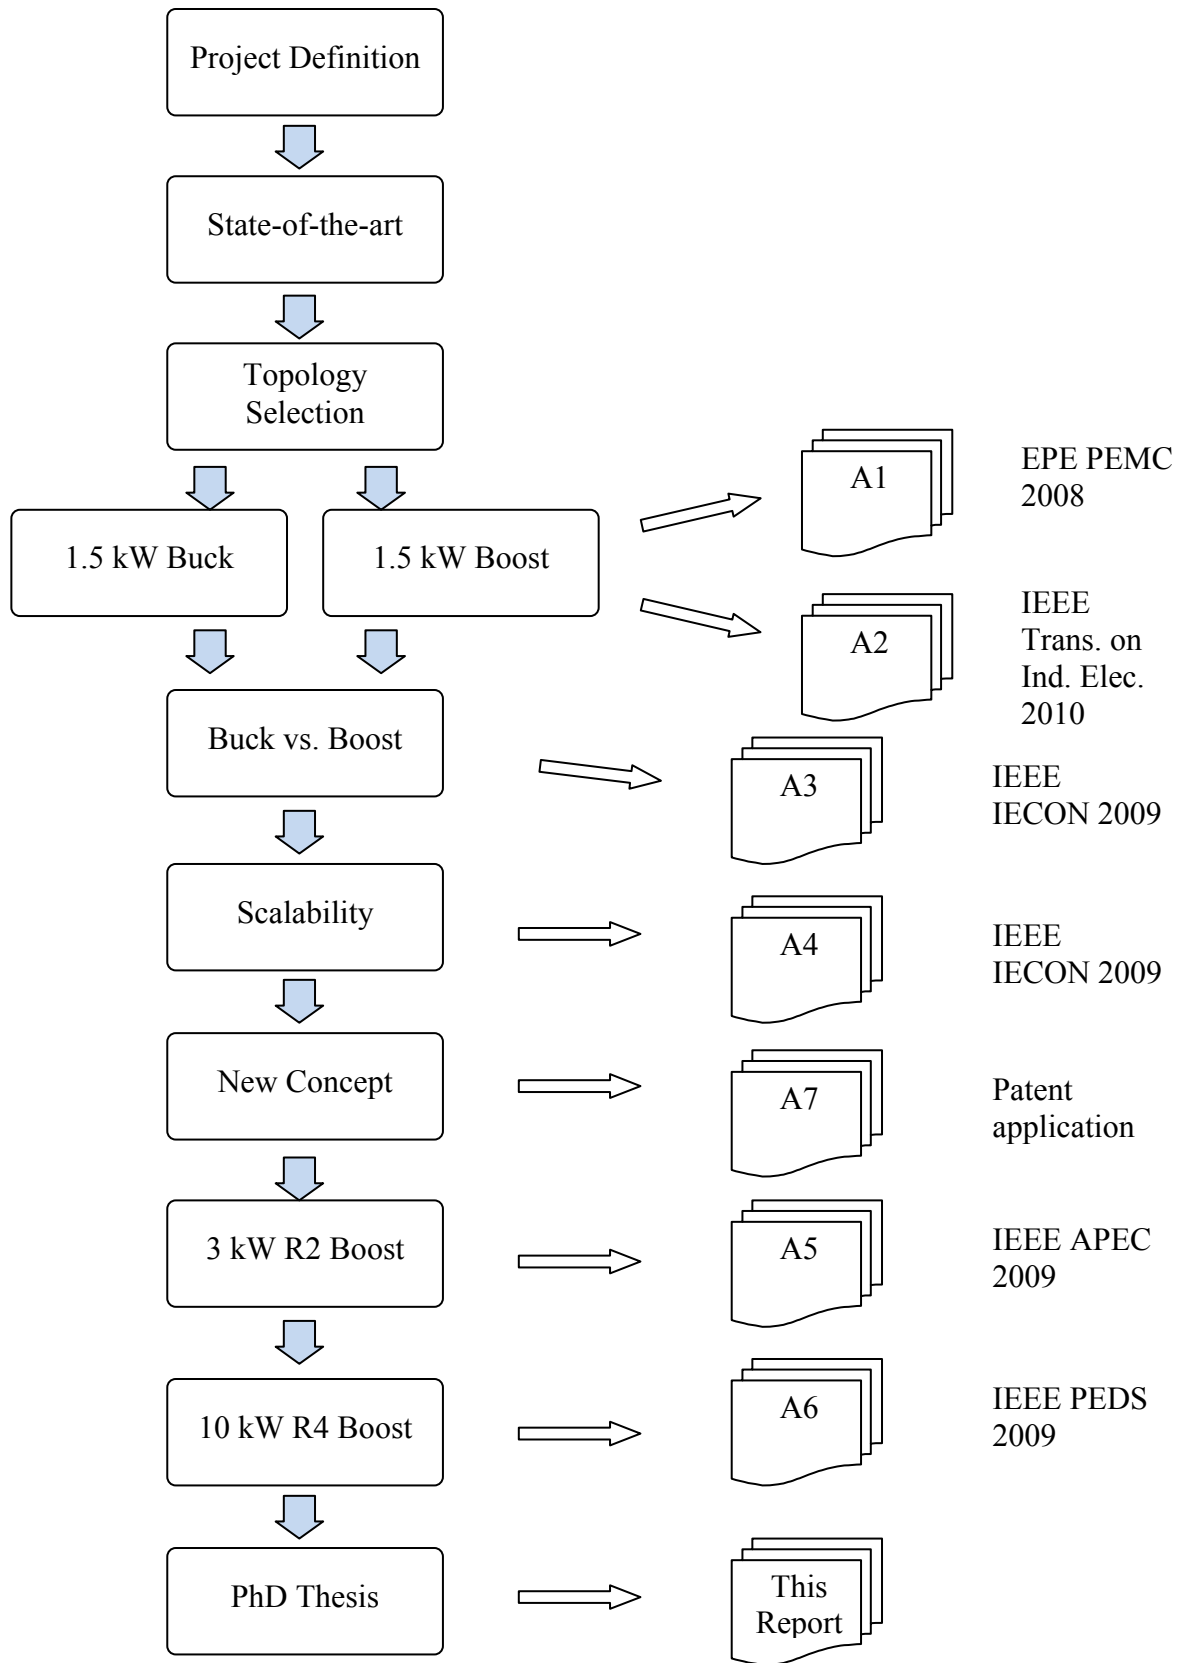 Project Definition
State-of-the-art
Topology
Selection
1.5 kW Buck
1.5 kW Boost
A1
EPE PEMC
2008
A2
IEEE
Trans. on
Ind. Elec.
2010
Buck vs. Boost
A3
IEEE
IECON 2009
Scalability
A4
IEEE
IECON 2009
New Concept
A7
Patent
application
3 kW R2 Boost
A5
IEEE APEC
2009
10 kW R4 Boost
A6
IEEE PEDS
2009
PhD Thesis
This
Report